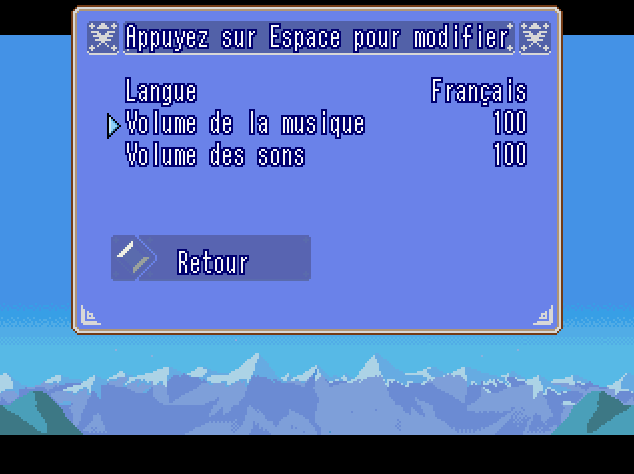 Appuyez sur Espace pour modifier
Langue Français
Volume de la musique 100
Volume des sons 100
Retour